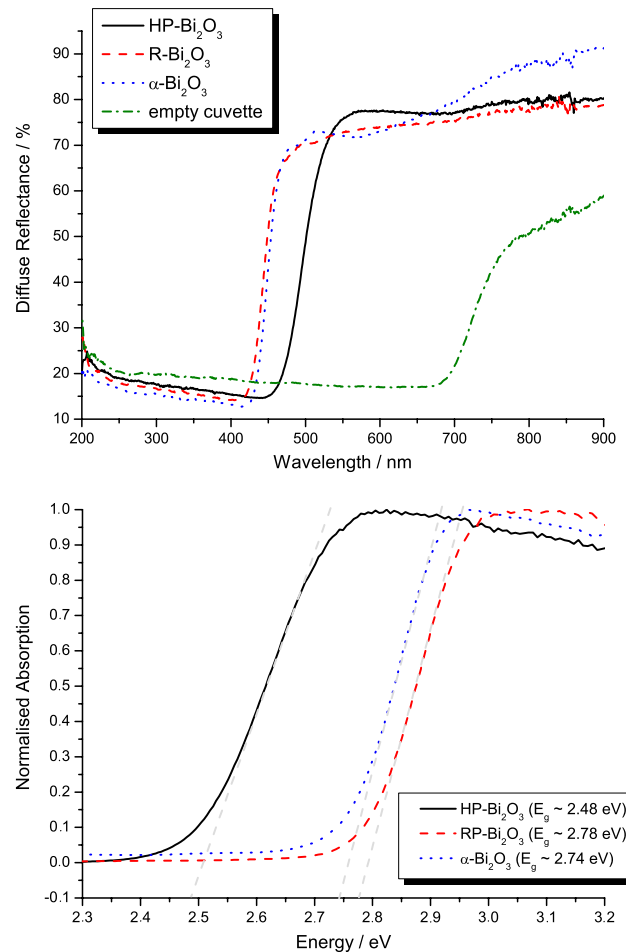 HP-Bi₂O₃
R-Bi₂O₃
α-Bi₂O₃
empty cuvette
90
80
70
60
50
40
30
20
10
Diffuse Reflectance / %
200 300 400 500 600 700 800 900
Wavelength / nm
1.0
0.9
0.8
0.7
0.6
0.5
0.4
0.3
0.2
0.1
0.0
-0.1
Normalised Absorption
HP-Bi₂O₃ (E_g ~ 2.48 eV)
RP-Bi₂O₃ (E_g ~ 2.78 eV)
α-Bi₂O₃ (E_g ~ 2.74 eV)
2.3 2.4 2.5 2.6 2.7 2.8 2.9 3.0 3.1 3.2
Energy / eV